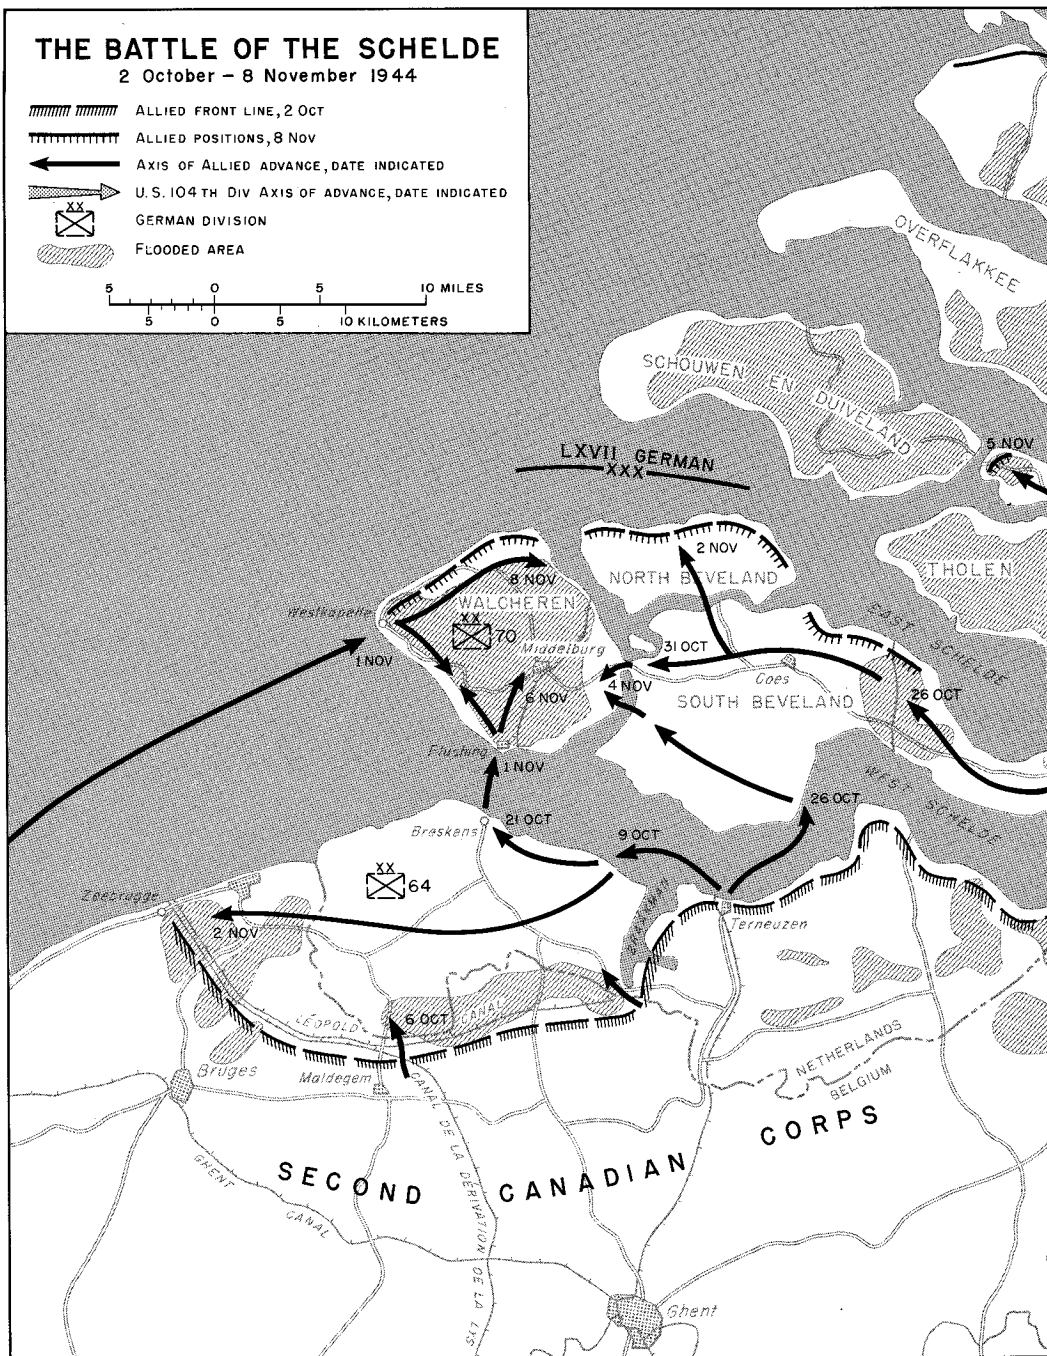 THE BATTLE OF THE SCHELDE
2 October – 8 November 1944
ALLIED FRONT LINE, 2 OCT
ALLIED POSITIONS, 8 NOV
AXIS OF ALLIED ADVANCE, DATE INDICATED
U.S. 104TH DIV AXIS OF ADVANCE, DATE INDICATED
XX
GERMAN DIVISION
FLOODED AREA
5 0 5 10 MILES
5 0 5 10 KILOMETERS
OVERFLAKKEE
SCHOUWEN EN DUIVELAND
5 NOV
LXVII GERMAN
XXX
2 NOV
NORTH BEVELAND
THOLEN
8 NOV
WALCHEREN
Westkapelle
XX
70
Middelburg
EAST SCHELDE
1 NOV
31 OCT
Goes
4 NOV
6 NOV
SOUTH BEVELAND
26 OCT
Flushing
1 NOV
WEST SCHELDE
26 OCT
21 OCT
Breskens
9 OCT
XX
64
Zeebrugge
2 NOV
BRAAKMAN
Terneuzen
LEOPOLD CANAL
6 OCT
Bruges
Maldegem
NETHERLANDS
BELGIUM
CANAL DE LA DÉRIVATION DE LA LYS
SECOND CANADIAN CORPS
GHENT CANAL
Ghent